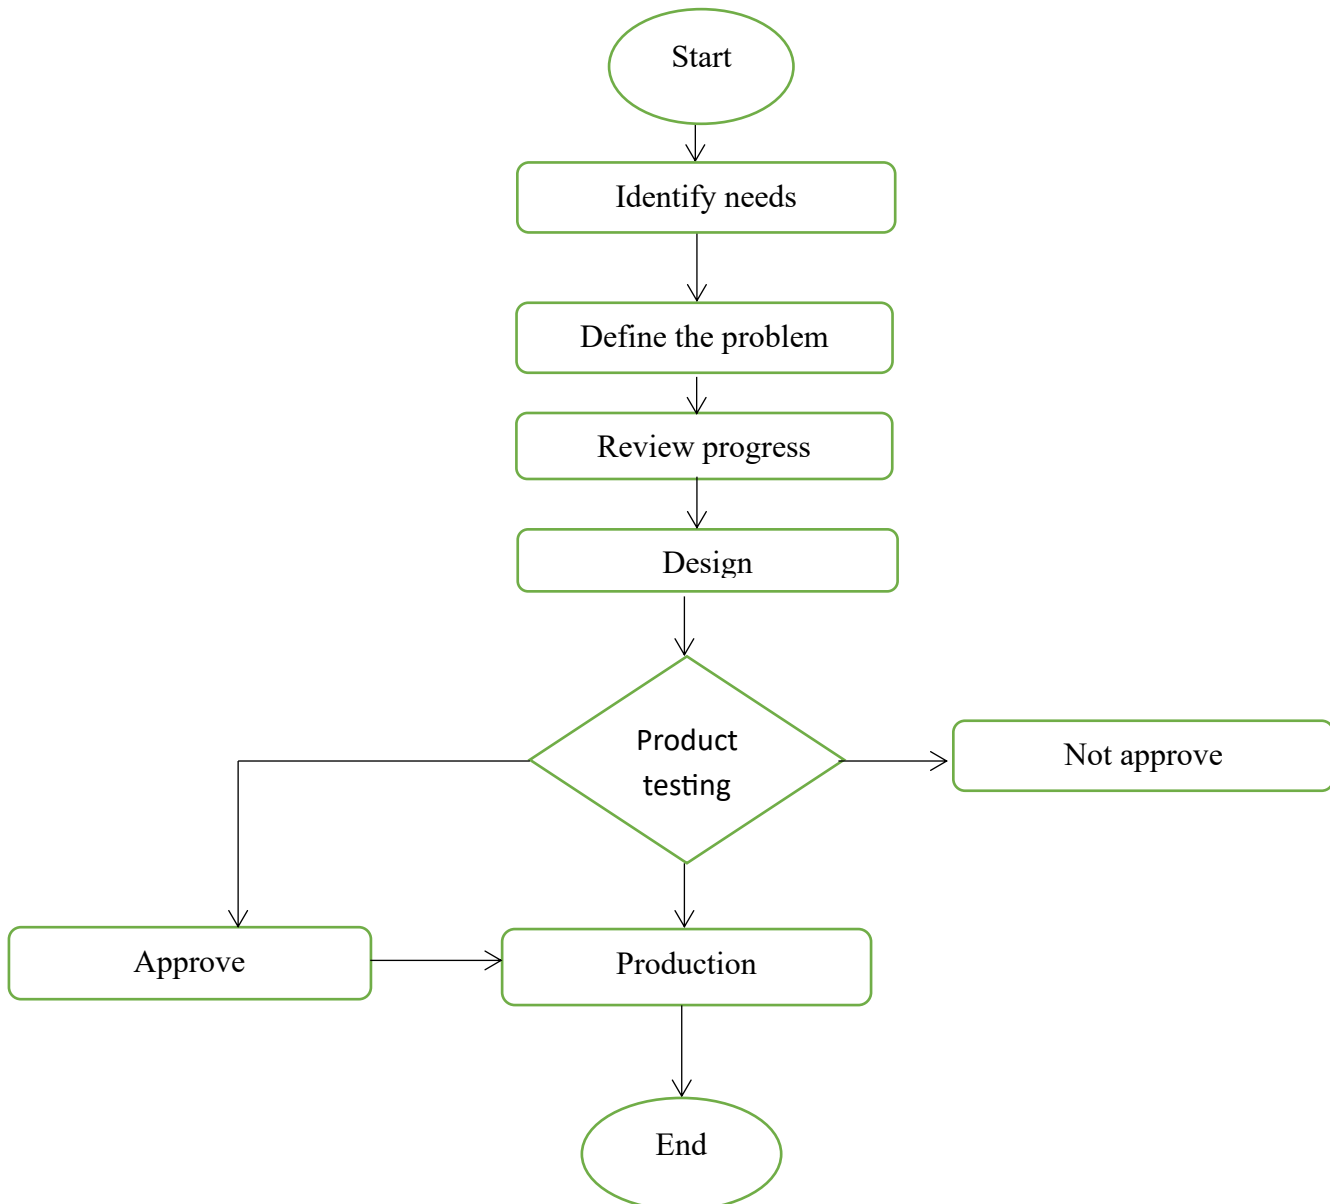 Start
Identify needs
Define the problem
Review progress
Design
Product
testing
Not approve
Approve
Production
End